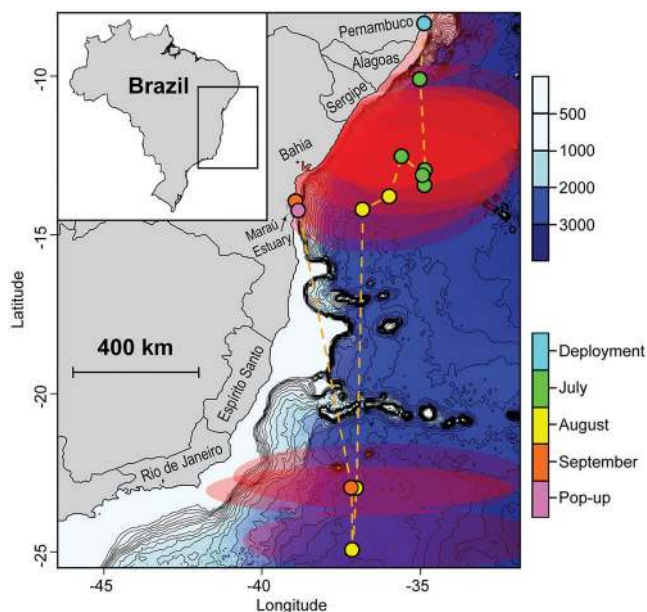 Pernambuco
Alagoas
Sergipe
Brazil
Bahia
Maraú
Estuary
400 km
Espírito Santo
Rio de Janeiro
-10
-15
-20
-25
Latitude
-45
-40
-35
Longitude
500
1000
2000
3000
Deployment
July
August
September
Pop-up